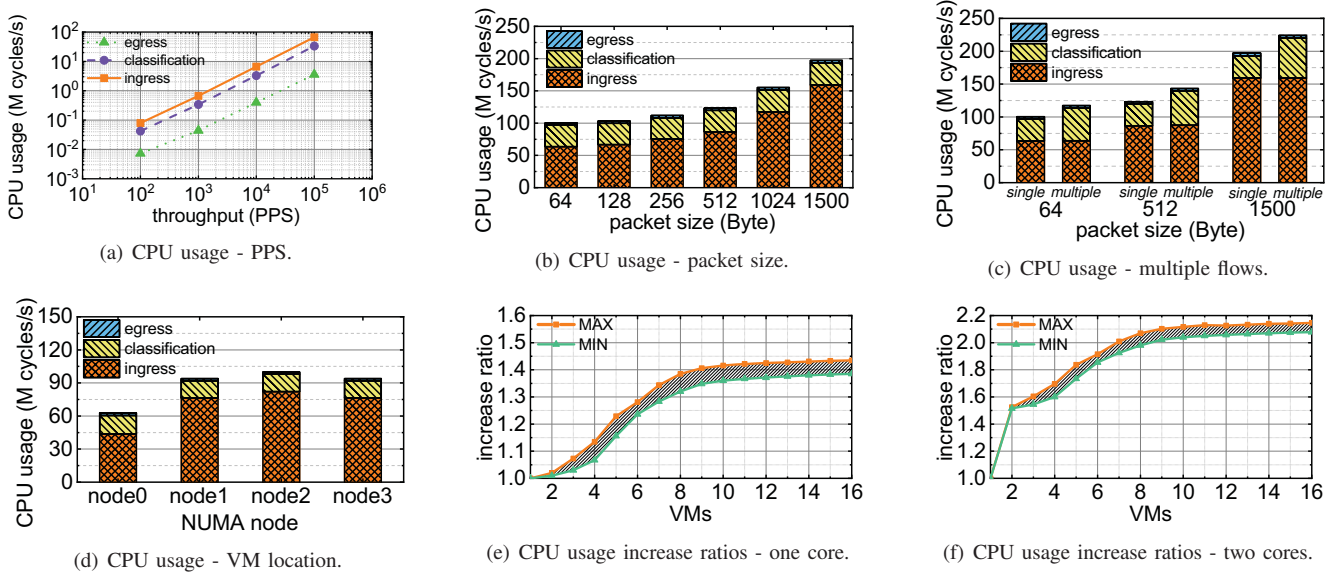 CPU usage (M cycles/s)
10^2
10^1
10^0
10^-1
10^-2
10^-3
egress
classification
ingress
10^1 10^2 10^3 10^4 10^5 10^6
throughput (PPS)
(a) CPU usage - PPS.
CPU usage (M cycles/s)
250
200
150
100
50
0
egress
classification
ingress
64 128 256 512 1024 1500
packet size (Byte)
(b) CPU usage - packet size.
CPU usage (M cycles/s)
250
200
150
100
50
0
egress
classification
ingress
single multiple single multiple single multiple
64 512 1500
packet size (Byte)
(c) CPU usage - multiple flows.
CPU usage (M cycles/s)
150
120
90
60
30
0
egress
classification
ingress
node0 node1 node2 node3
NUMA node
(d) CPU usage - VM location.
increase ratio
1.6
1.5
1.4
1.3
1.2
1.1
1.0
MAX
MIN
2 4 6 8 10 12 14 16
VMs
(e) CPU usage increase ratios - one core.
increase ratio
2.2
2.0
1.8
1.6
1.4
1.2
1.0
MAX
MIN
2 4 6 8 10 12 14 16
VMs
(f) CPU usage increase ratios - two cores.